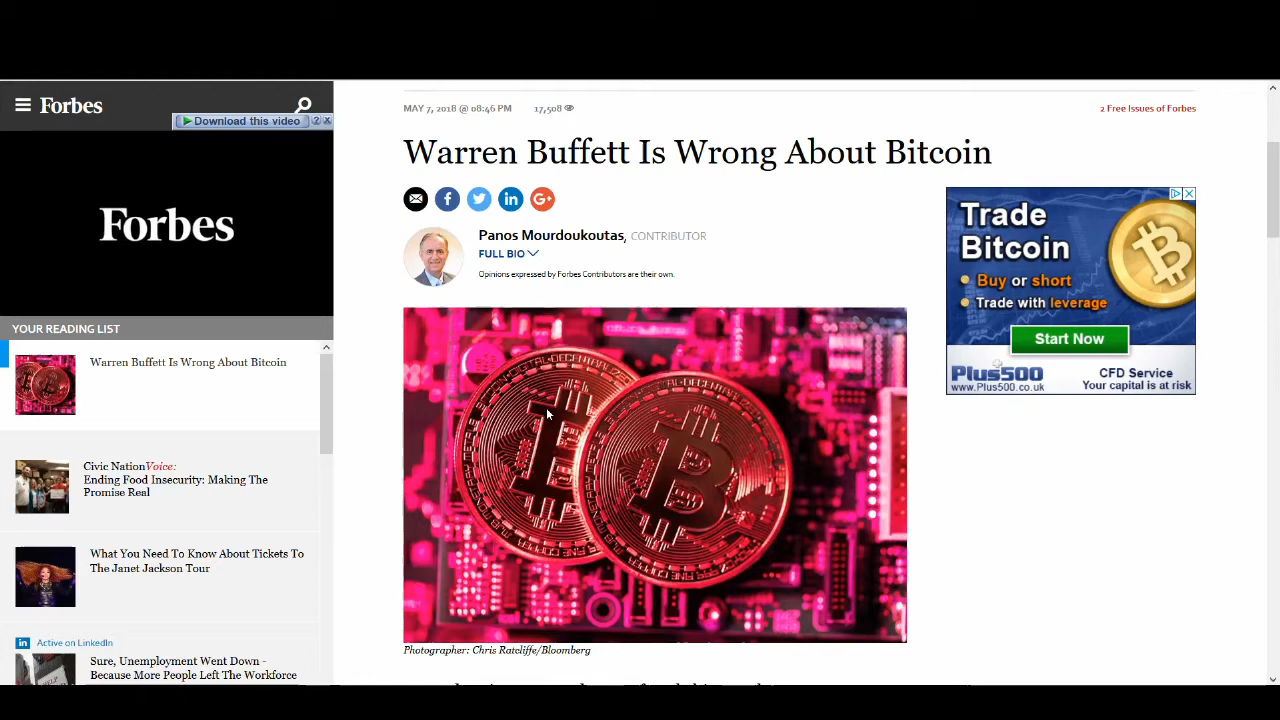 Forbes
Download this video
?
x
Forbes
YOUR READING LIST
Warren Buffett Is Wrong About Bitcoin
Civic NationVoice:
Ending Food Insecurity: Making The
Promise Real
What You Need To Know About Tickets To
The Janet Jackson Tour
in Active on LinkedIn
Sure, Unemployment Went Down -
Because More People Left The Workforce
MAY 7, 2018 @ 08:46 PM 17,508
2 Free Issues of Forbes
Warren Buffett Is Wrong About Bitcoin
f
in
G+
Panos Mourdoukoutas, CONTRIBUTOR
FULL BIO
Opinions expressed by Forbes Contributors are their own.
Photographer: Chris Ratcliffe/Bloomberg
Trade
Bitcoin
Buy or short
Trade with leverage
Start Now
Plus500
www.Plus500.co.uk
CFD Service
Your capital is at risk